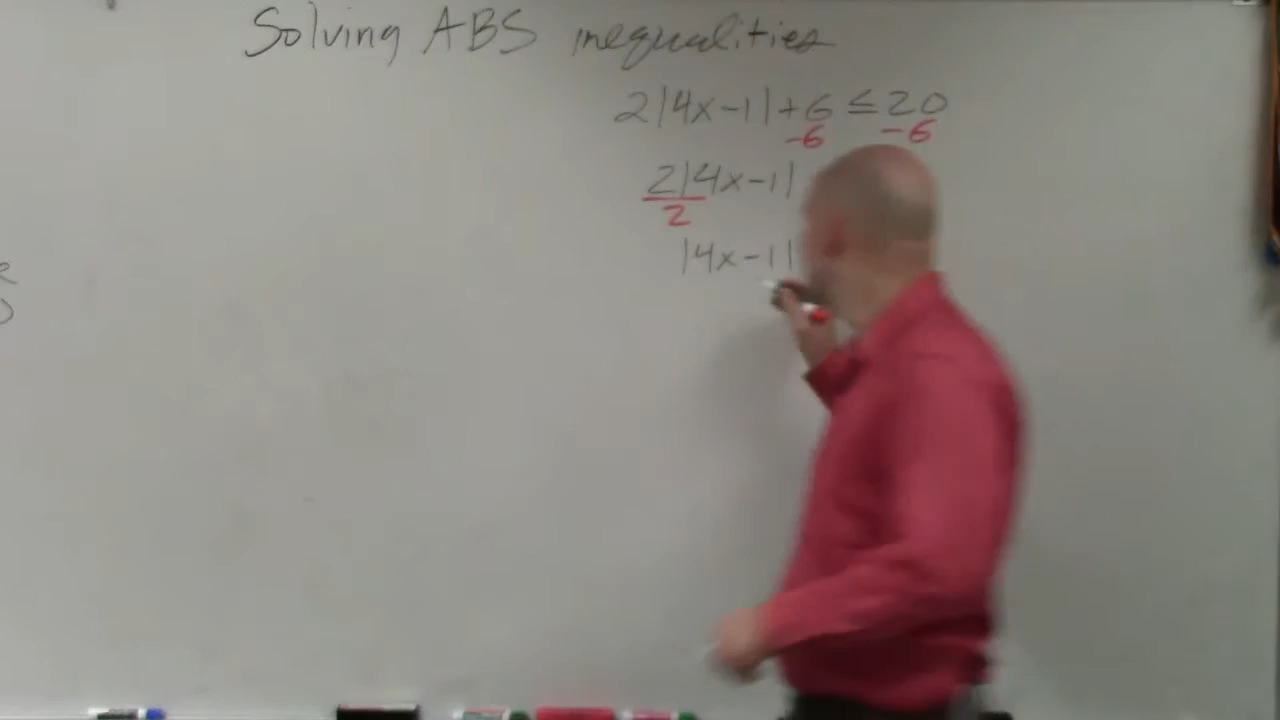 Solving ABS inequalities
2|4x-1|+6 ≤ 20
-6 -6
2|4x-1|
2
|4x-1|